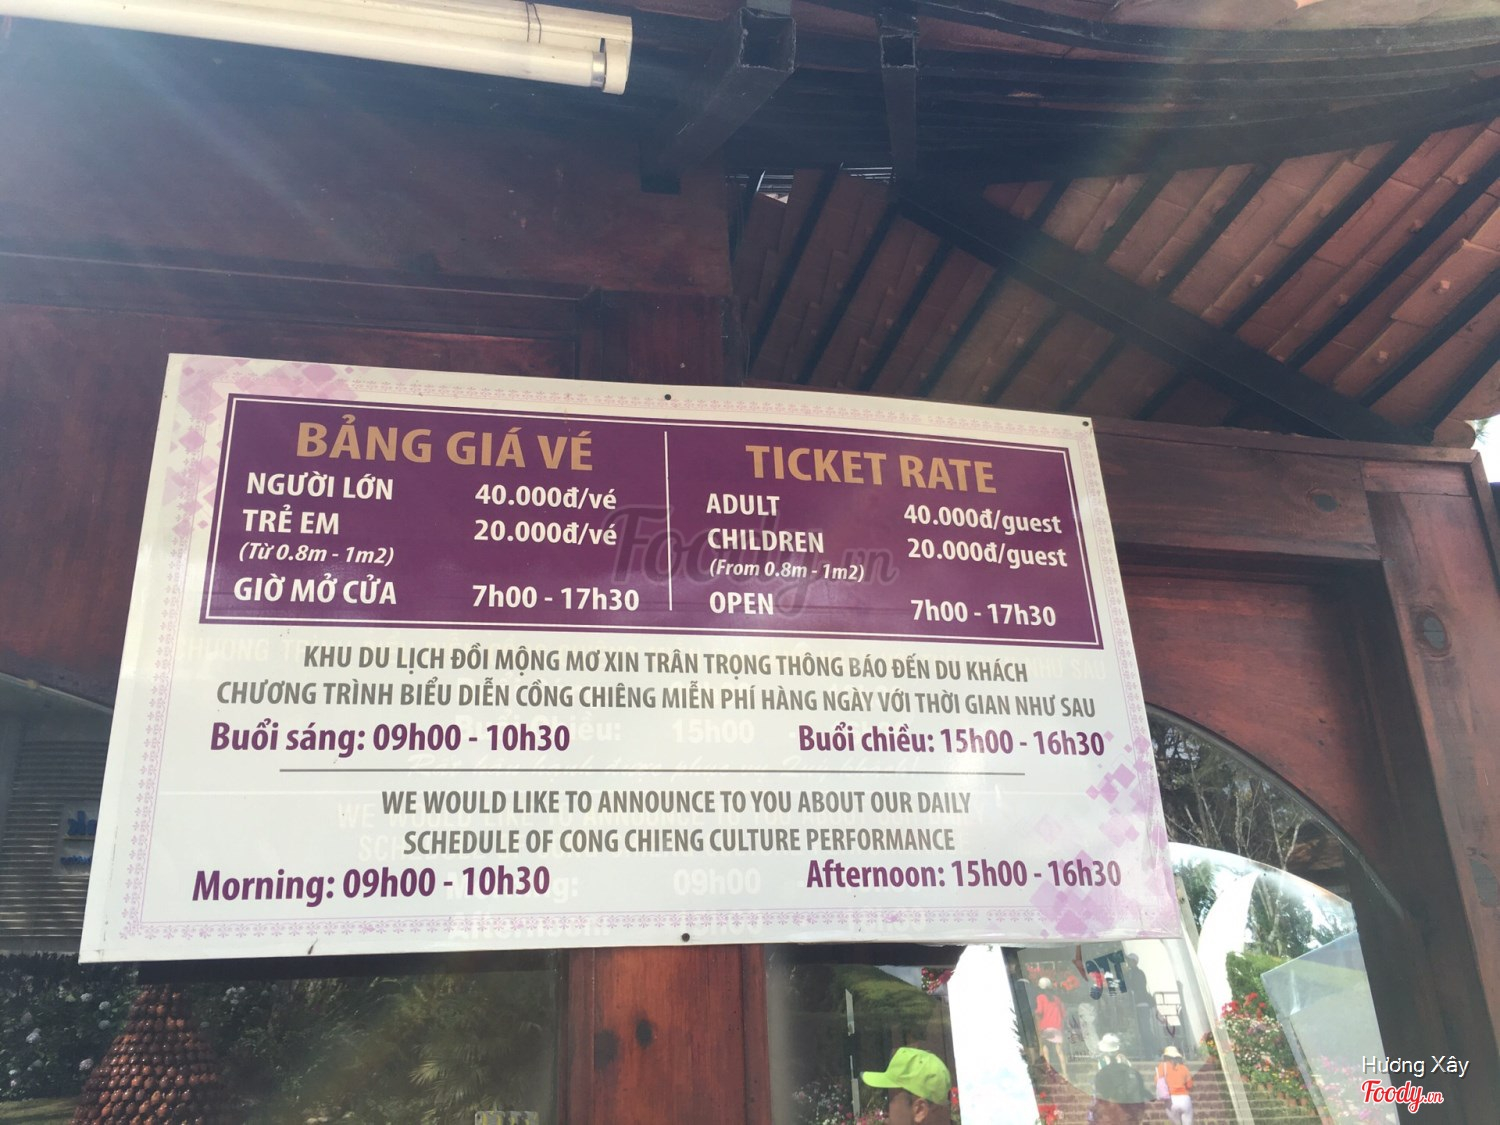 BẢNG GIÁ VÉ
NGƯỜI LỚN 40.000đ/vé
TRẺ EM 20.000đ/vé
(Từ 0.8m - 1m2)
GIỜ MỞ CỬA 7h00 - 17h30
TICKET RATE
ADULT 40.000đ/guest
CHILDREN 20.000đ/guest
(From 0.8m - 1m2)
OPEN 7h00 - 17h30
KHU DU LỊCH ĐỒI MỘNG MƠ XIN TRÂN TRỌNG THÔNG BÁO ĐẾN DU KHÁCH
CHƯƠNG TRÌNH BIỂU DIỄN CỒNG CHIÊNG MIỄN PHÍ HÀNG NGÀY VỚI THỜI GIAN NHƯ SAU
Buổi sáng: 09h00 - 10h30 Buổi chiều: 15h00 - 16h30
WE WOULD LIKE TO ANNOUNCE TO YOU ABOUT OUR DAILY
SCHEDULE OF CONG CHIENG CULTURE PERFORMANCE
Morning: 09h00 - 10h30 Afternoon: 15h00 - 16h30
Foody.vn
Hương Xây
Foody.vn